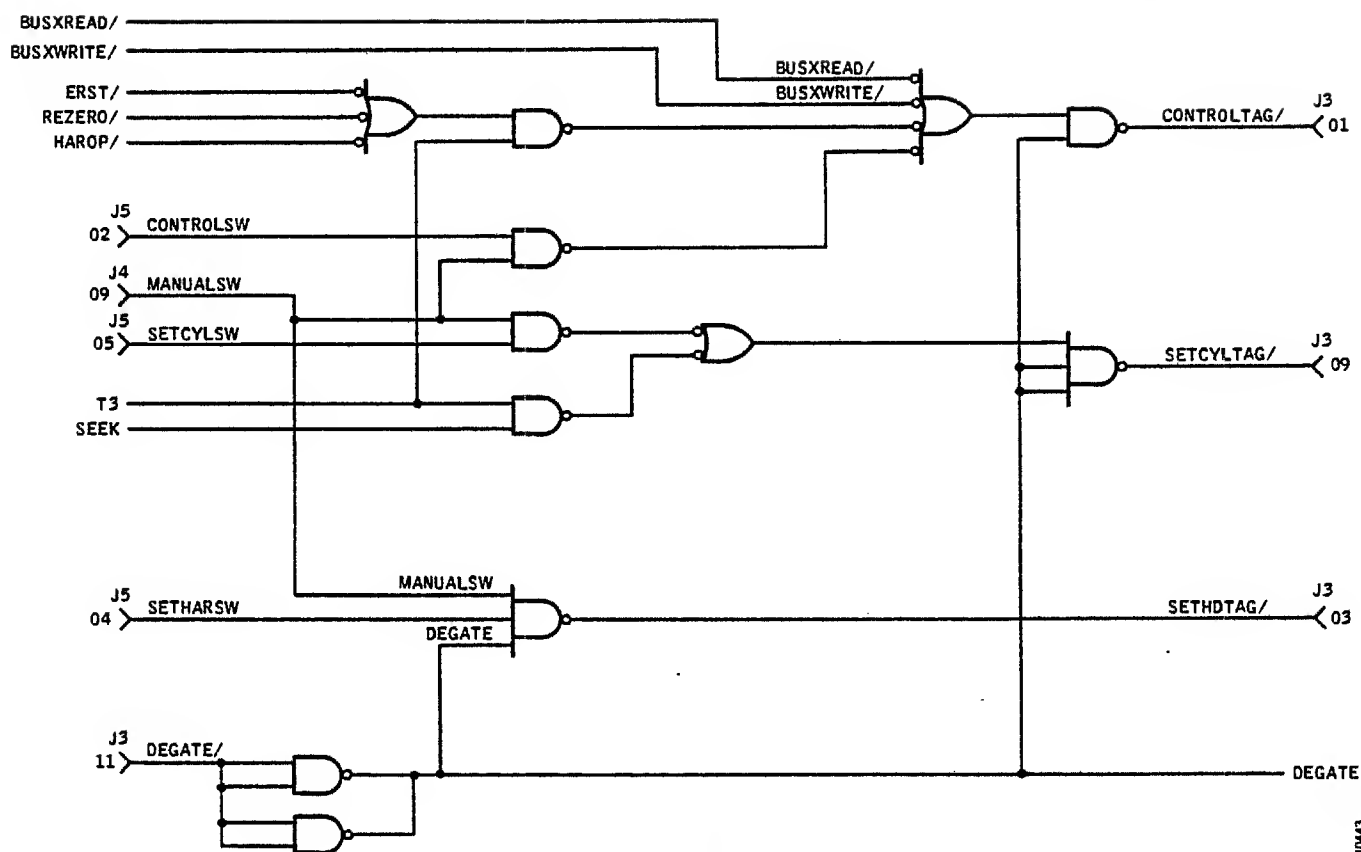 BUSXREAD/
BUSXWRITE/
BUSXREAD/
BUSXWRITE/
ERST/
REZERO/
HAROP/
CONTROLTAG/
J3
01
J5
02 CONTROLSW
J4
09 MANUALSW
J5
05 SETCYLSW
SETCYLTAG/
J3
09
T3
SEEK
MANUALSW
J5
04 SETHARSW
DEGATE
SETHDTAG/
J3
03
J3
11 DEGATE/
DEGATE